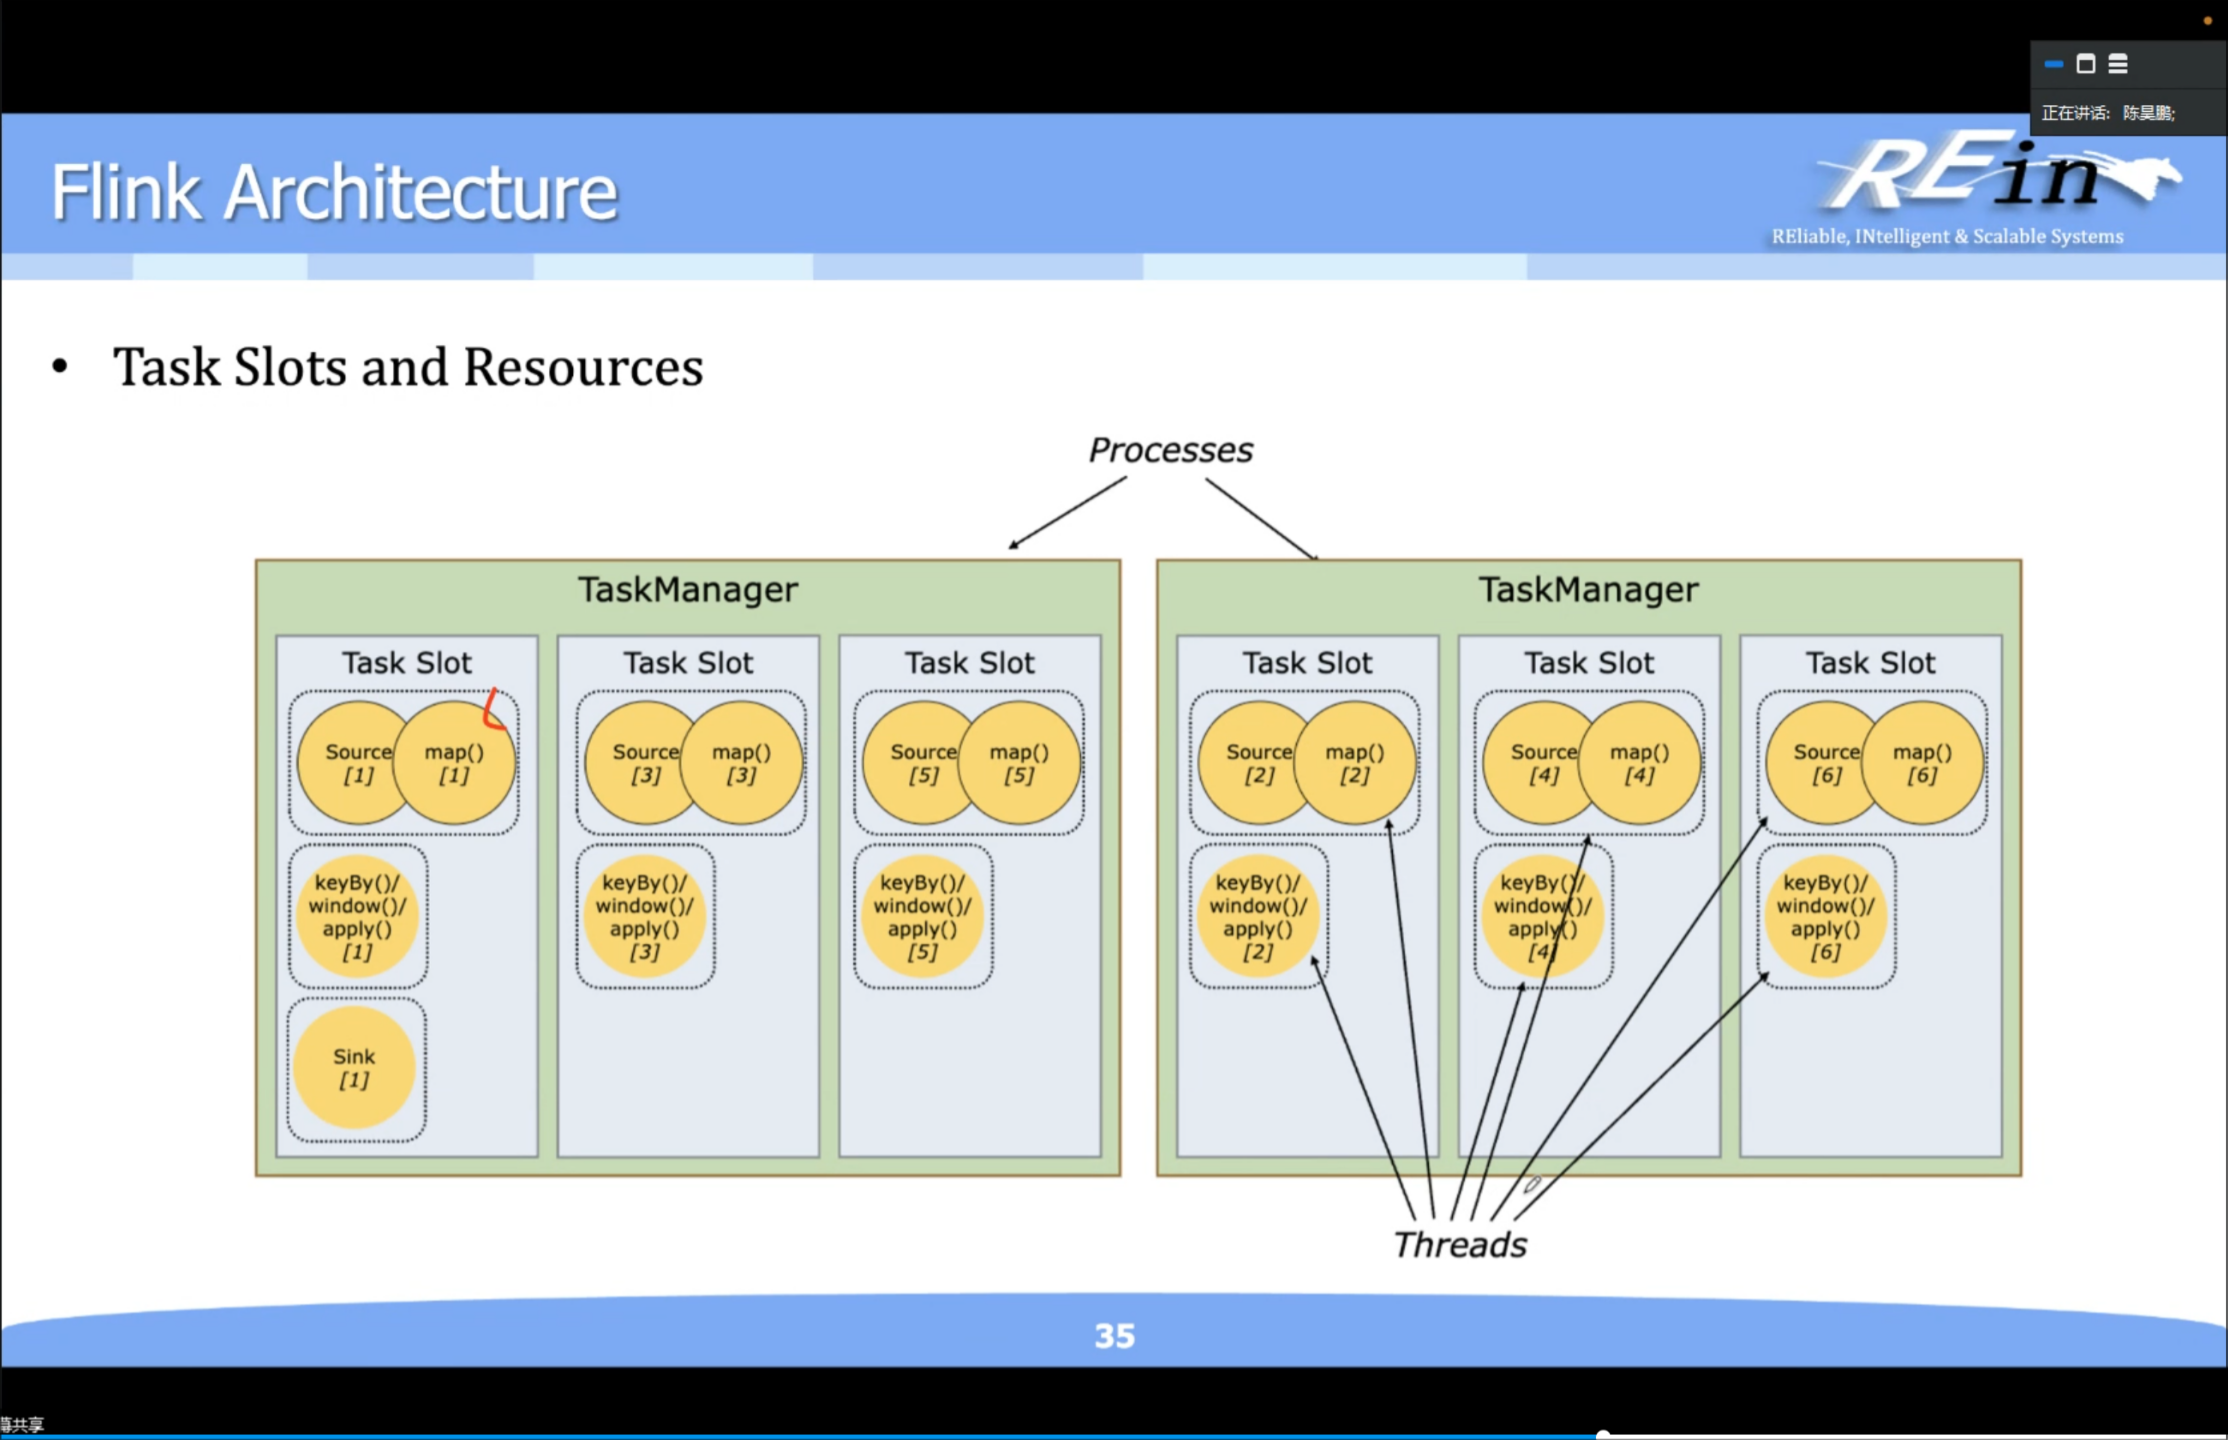 正在讲话: 陈昊鹏;
Flink Architecture
REin
REliable, INtelligent & Scalable Systems
• Task Slots and Resources
Processes
TaskManager
Task Slot
Source
[1]
map()
[1]
keyBy()/
window()/
apply()
[1]
Sink
[1]
Task Slot
Source
[3]
map()
[3]
keyBy()/
window()/
apply()
[3]
Task Slot
Source
[5]
map()
[5]
keyBy()/
window()/
apply()
[5]
TaskManager
Task Slot
Source
[2]
map()
[2]
keyBy()/
window()/
apply()
[2]
Task Slot
Source
[4]
map()
[4]
keyBy()/
window()/
apply()
[4]
Task Slot
Source
[6]
map()
[6]
keyBy()/
window()/
apply()
[6]
Threads
35
幕共享